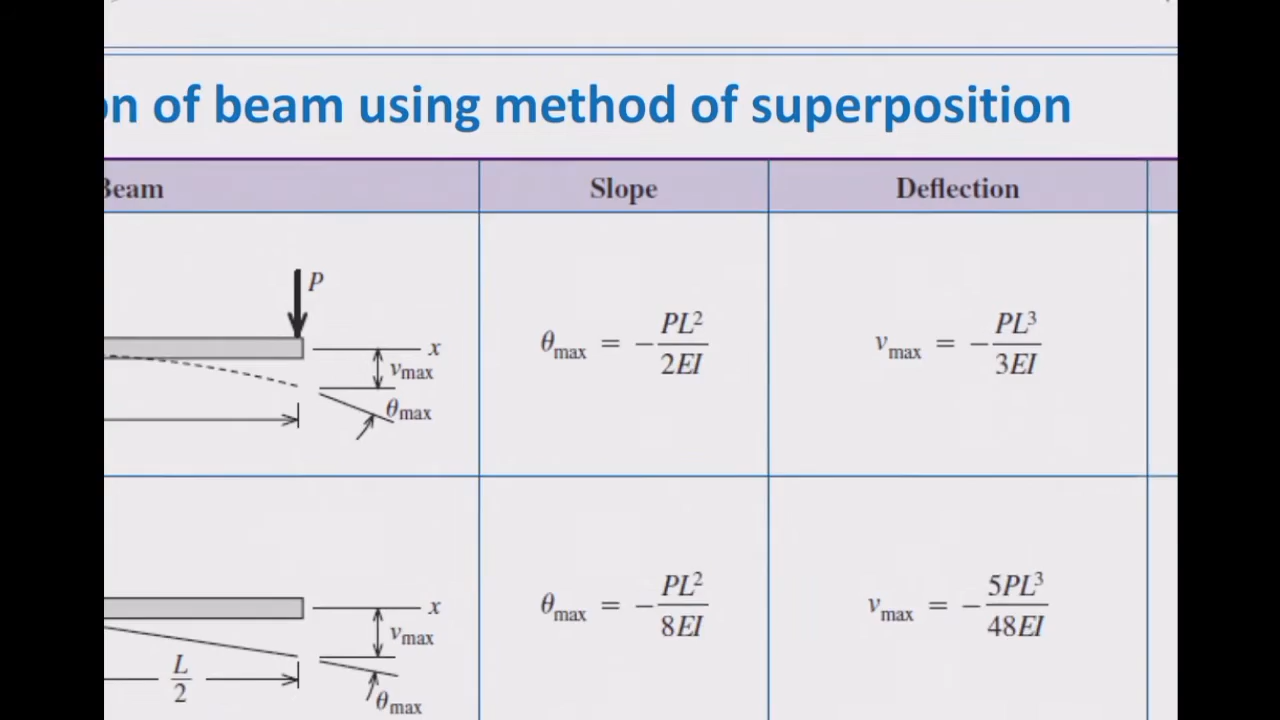 on of beam using method of superposition
Beam Slope Deflection
P
θmax = −PL²/2EI
vmax = −PL³/3EI
x
vmax
θmax
θmax = −PL²/8EI
vmax = −5PL³/48EI
x
vmax
L/2
θmax